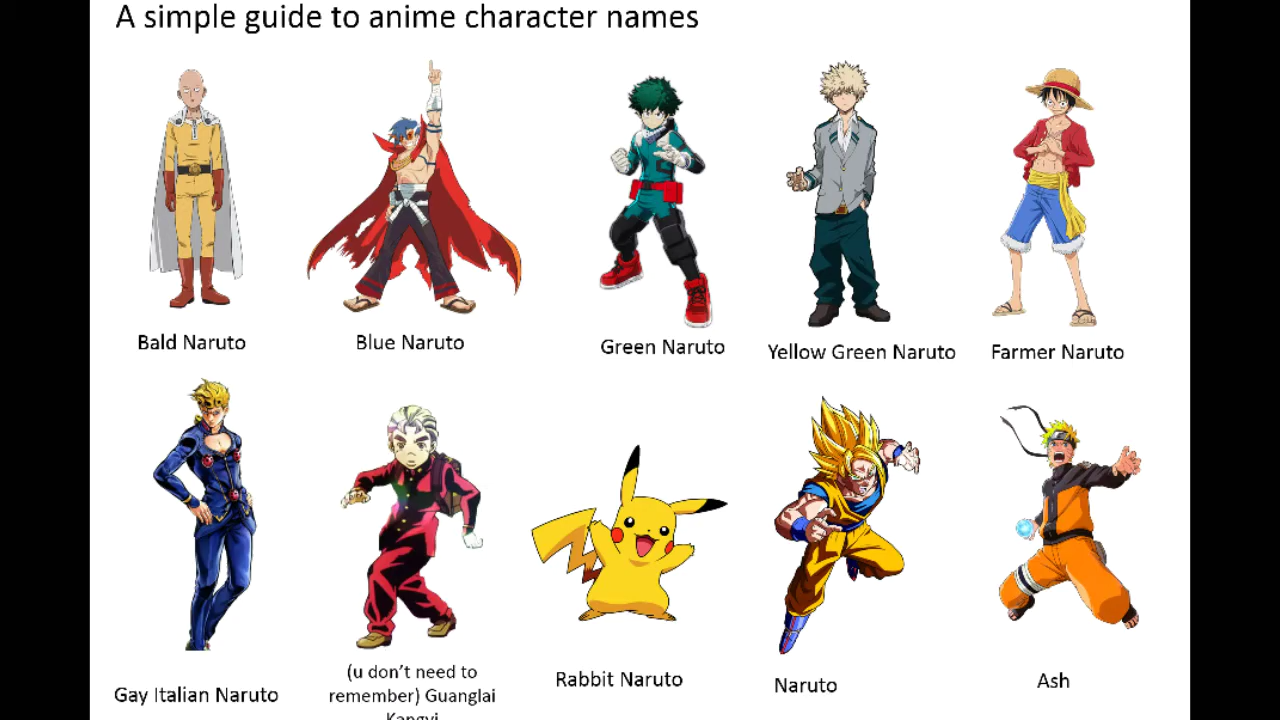 A simple guide to anime character names
Bald Naruto
Blue Naruto
Green Naruto
Yellow Green Naruto
Farmer Naruto
Gay Italian Naruto
(u don't need to
remember) Guanglai
Kangyi
Rabbit Naruto
Naruto
Ash